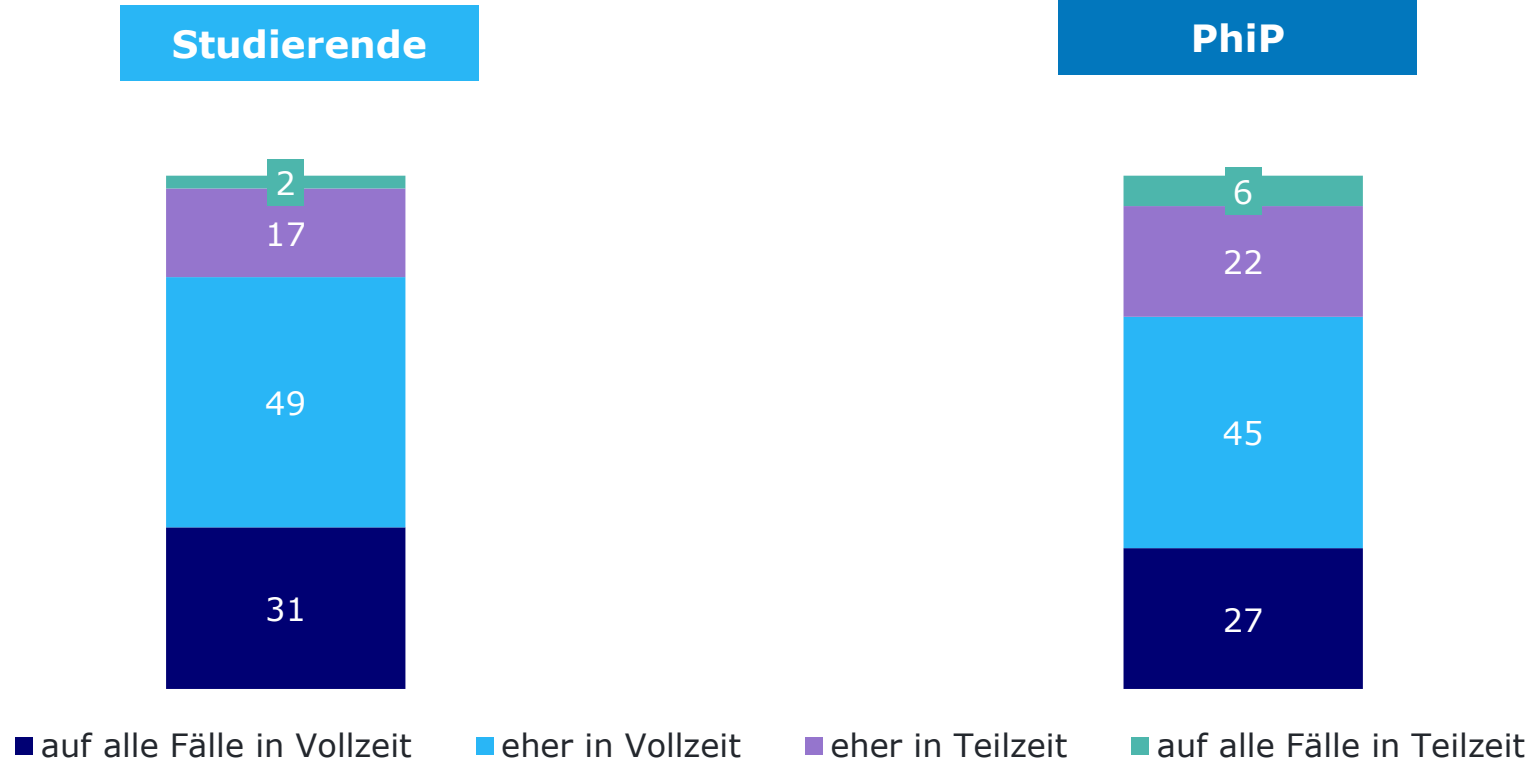 Studierende
PhiP
2
17
49
31
6
22
45
27
auf alle Fälle in Vollzeit eher in Vollzeit eher in Teilzeit auf alle Fälle in Teilzeit